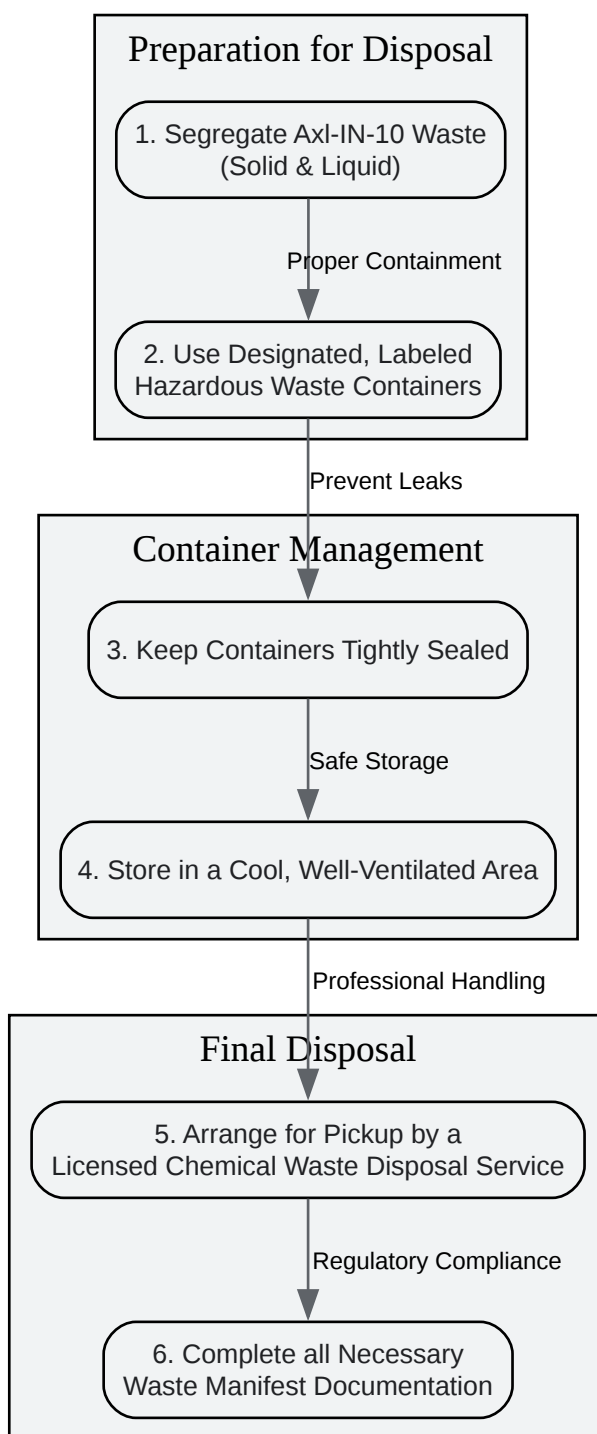 Preparation for Disposal
1. Segregate Axl-IN-10 Waste
(Solid & Liquid)
Proper Containment
2. Use Designated, Labeled
Hazardous Waste Containers
Prevent Leaks
Container Management
3. Keep Containers Tightly Sealed
Safe Storage
4. Store in a Cool, Well-Ventilated Area
Professional Handling
Final Disposal
5. Arrange for Pickup by a
Licensed Chemical Waste Disposal Service
Regulatory Compliance
6. Complete all Necessary
Waste Manifest Documentation